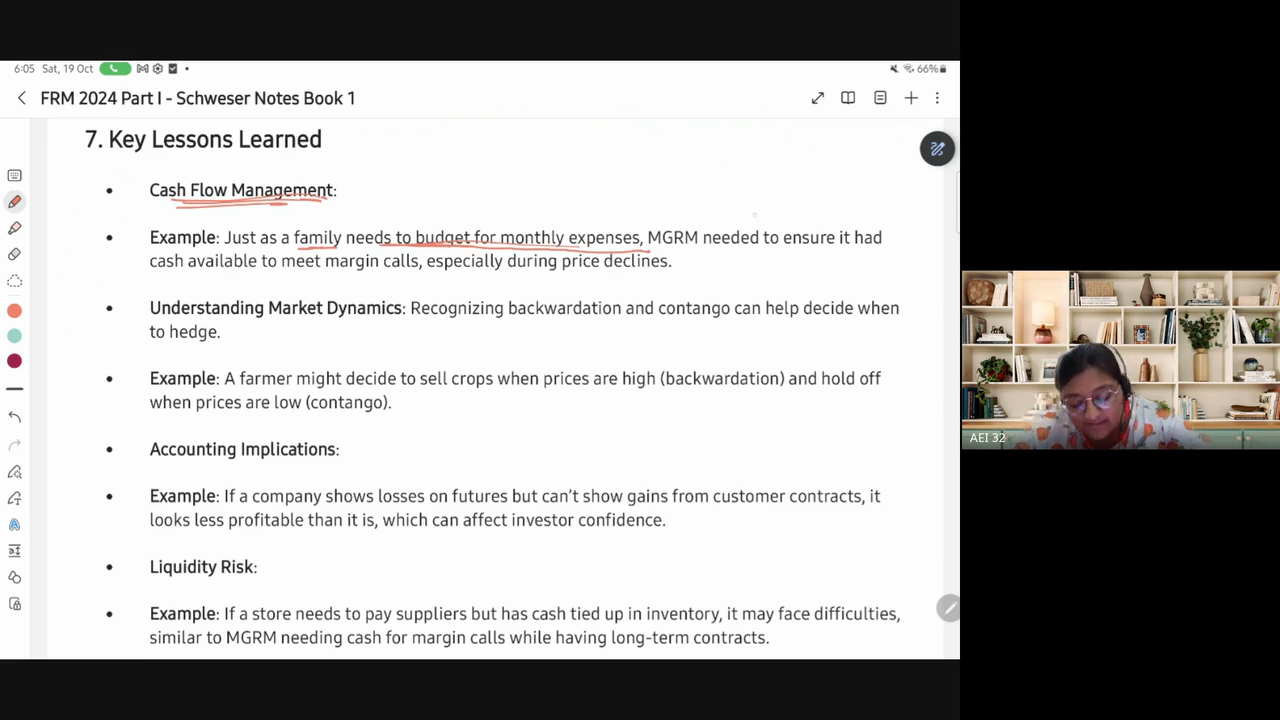 6:05 Sat, 19 Oct
66%
FRM 2024 Part I - Schweser Notes Book 1
7. Key Lessons Learned
• Cash Flow Management:
• Example: Just as a family needs to budget for monthly expenses, MGRM needed to ensure it had
cash available to meet margin calls, especially during price declines.
• Understanding Market Dynamics: Recognizing backwardation and contango can help decide when
to hedge.
• Example: A farmer might decide to sell crops when prices are high (backwardation) and hold off
when prices are low (contango).
• Accounting Implications:
• Example: If a company shows losses on futures but can't show gains from customer contracts, it
looks less profitable than it is, which can affect investor confidence.
• Liquidity Risk:
• Example: If a store needs to pay suppliers but has cash tied up in inventory, it may face difficulties,
similar to MGRM needing cash for margin calls while having long-term contracts.
AEI 32